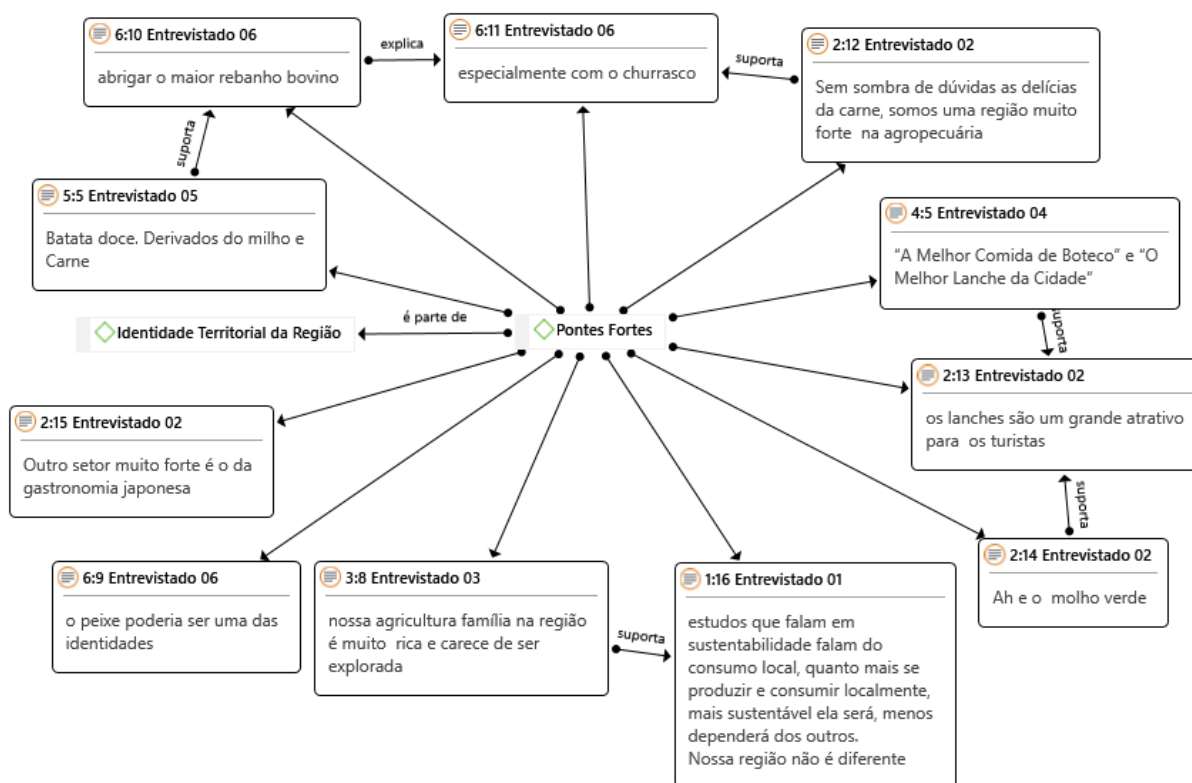 6:10 Entrevistado 06
abrigar o maior rebanho bovino
explica
6:11 Entrevistado 06
especialmente com o churrasco
suporta
2:12 Entrevistado 02
Sem sombra de dúvidas as delícias
da carne, somos uma região muito
forte na agropecuária
suporta
5:5 Entrevistado 05
Batata doce. Derivados do milho e
Carne
4:5 Entrevistado 04
“A Melhor Comida de Boteco” e “O
Melhor Lanche da Cidade”
suporta
Identidade Territorial da Região
é parte de
Pontes Fortes
2:13 Entrevistado 02
os lanches são um grande atrativo
para os turistas
2:15 Entrevistado 02
Outro setor muito forte é o da
gastronomia japonesa
suporta
2:14 Entrevistado 02
Ah e o molho verde
6:9 Entrevistado 06
o peixe poderia ser uma das
identidades
3:8 Entrevistado 03
nossa agricultura família na região
é muito rica e carece de ser
explorada
suporta
1:16 Entrevistado 01
estudos que falam em
sustentabilidade falam do
consumo local, quanto mais se
produzir e consumir localmente,
mais sustentável ela será, menos
dependerá dos outros.
Nossa região não é diferente